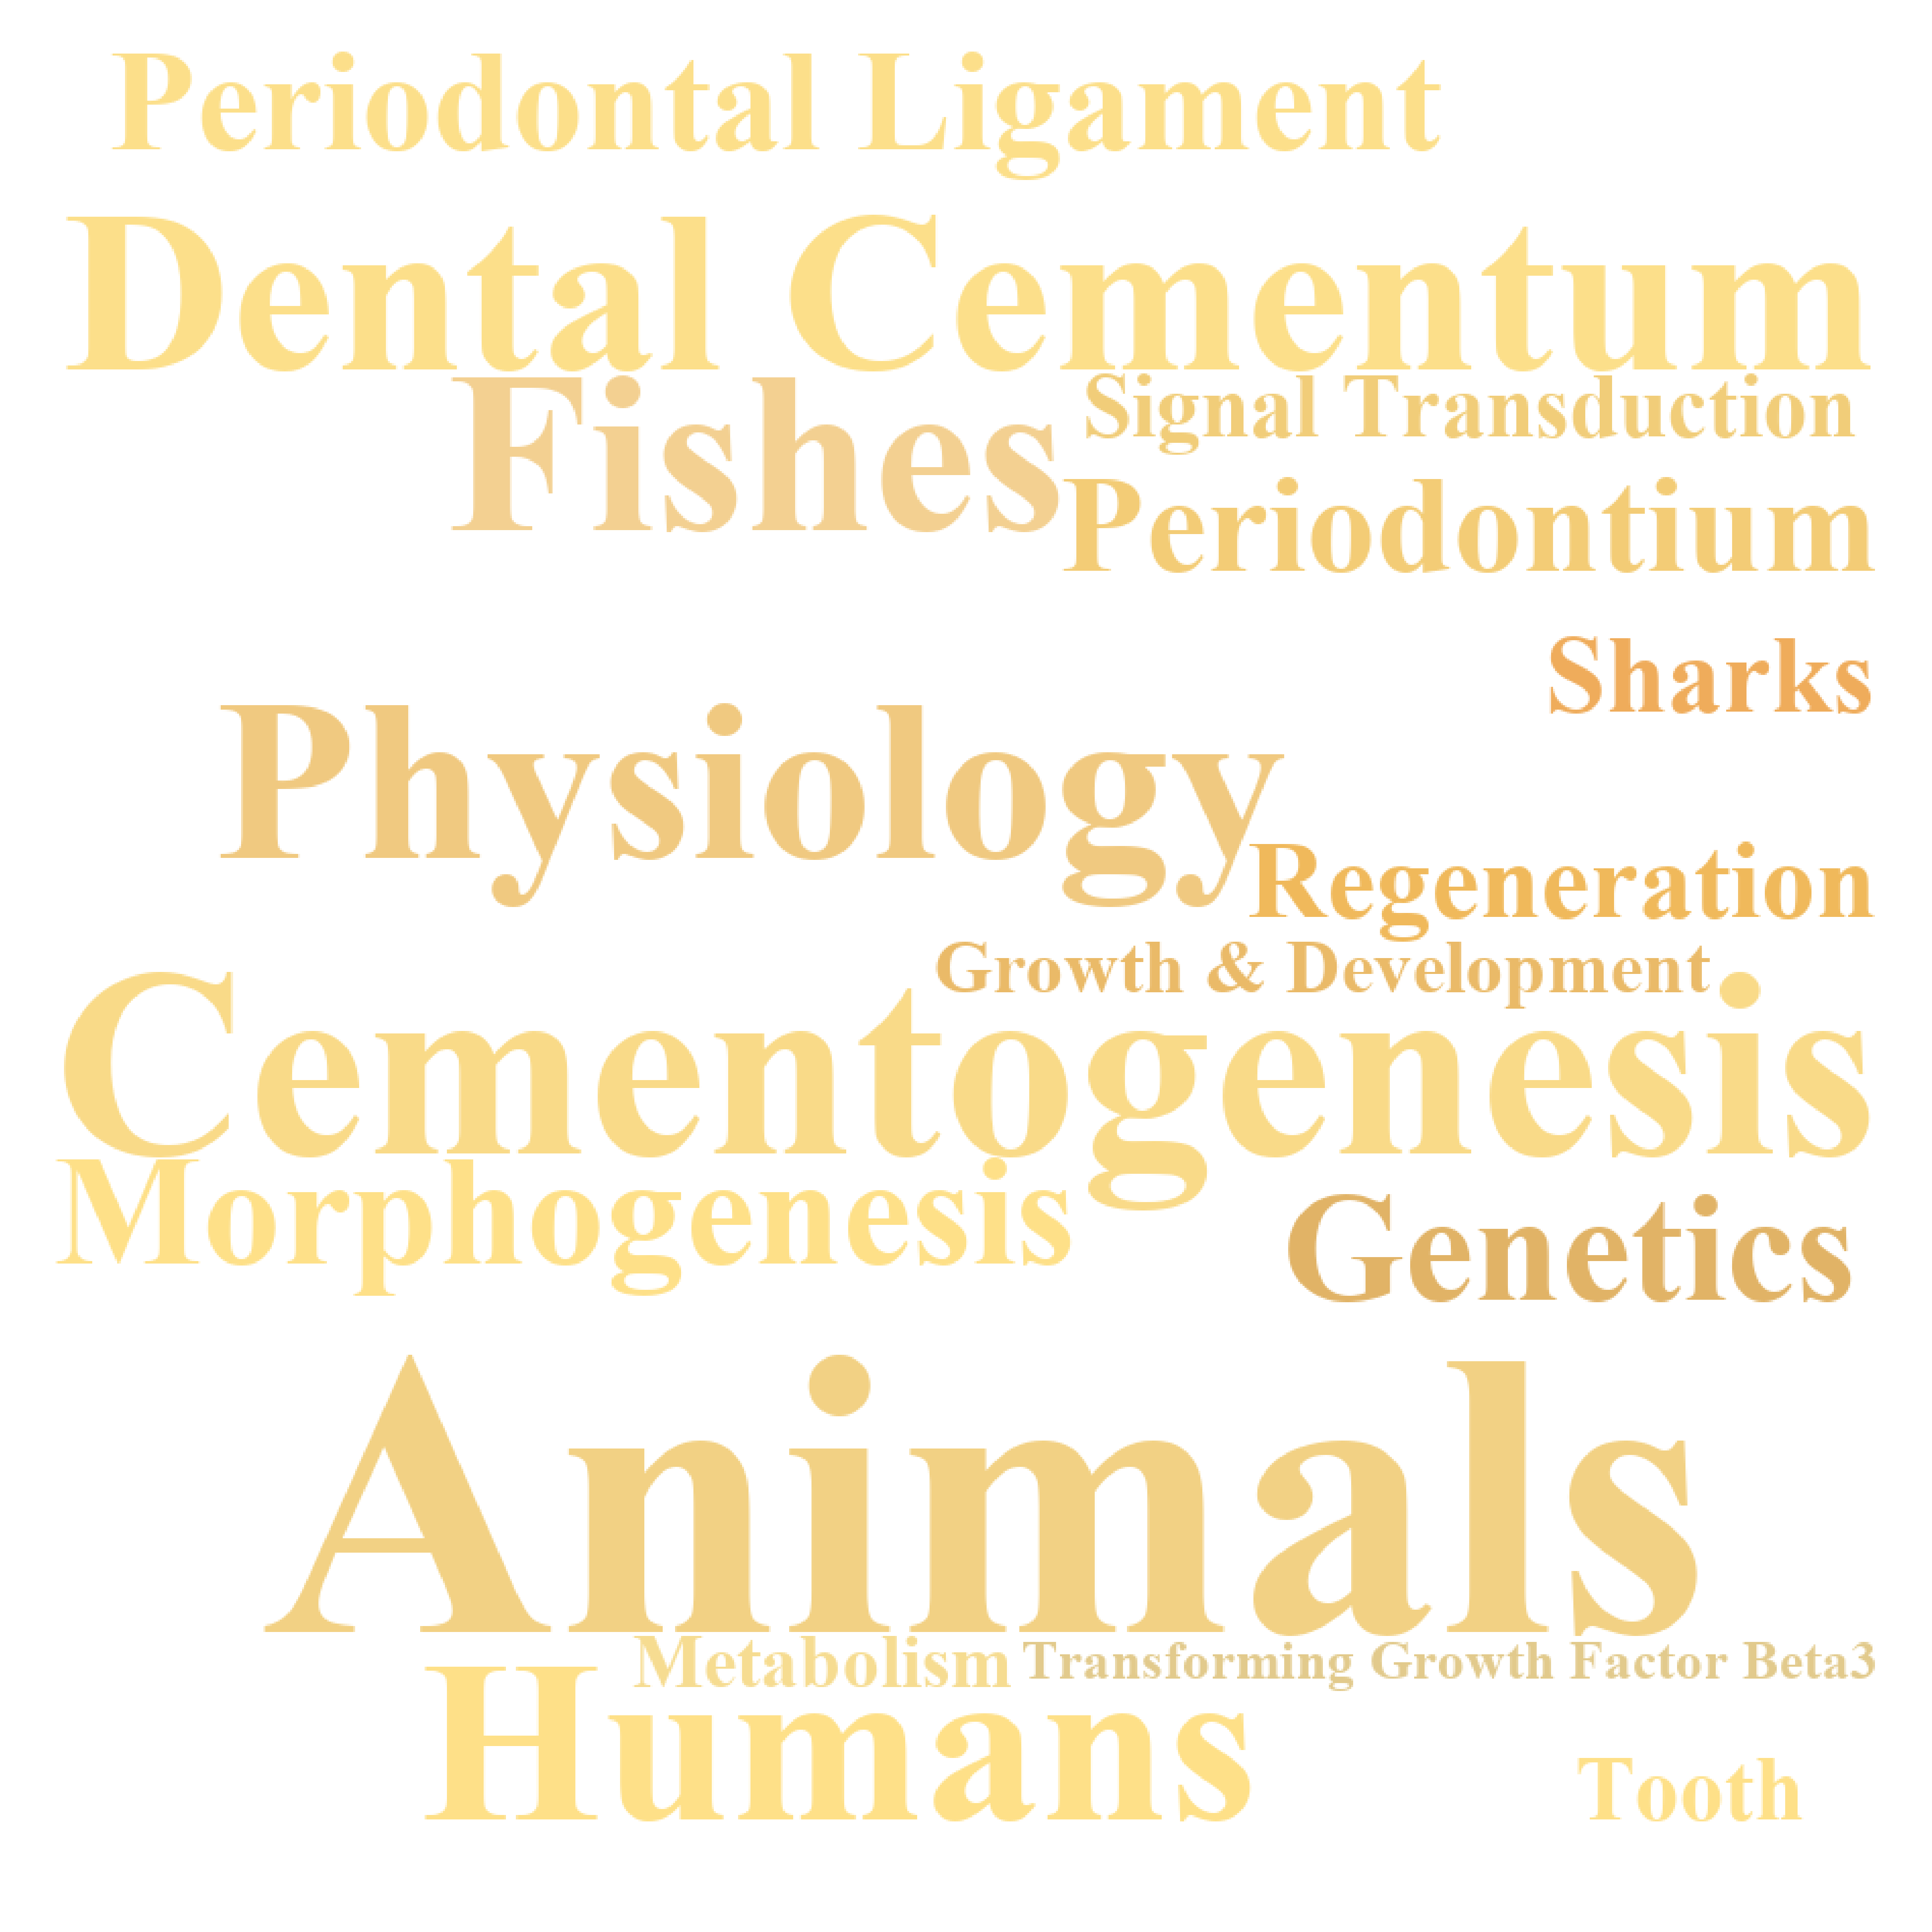 Periodontal Ligament
Dental Cementum
Fishes
Signal Transduction
Periodontium
Sharks
Physiology
Regeneration
Growth & Development
Cementogenesis
Morphogenesis
Genetics
Animals
Metabolism
Transforming Growth Factor Beta3
Humans
Tooth